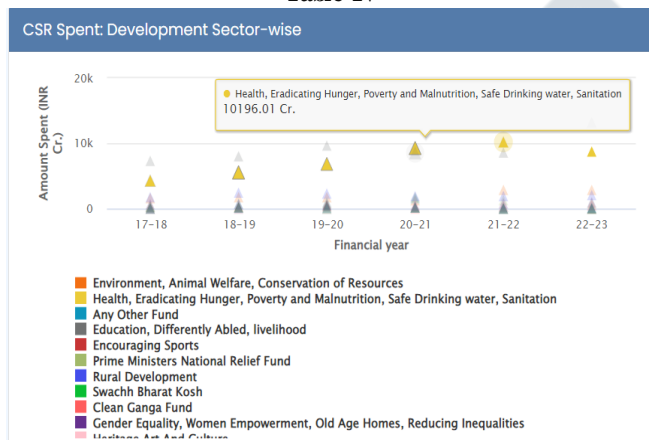 CSR Spent: Development Sector-wise
Amount Spent (INR
Cr.)
20k
10k
0
Health, Eradicating Hunger, Poverty and Malnutrition, Safe Drinking water, Sanitation
10196.01 Cr.
17-18 18-19 19-20 20-21 21-22 22-23
Financial year
Environment, Animal Welfare, Conservation of Resources
Health, Eradicating Hunger, Poverty and Malnutrition, Safe Drinking water, Sanitation
Any Other Fund
Education, Differently Abled, livelihood
Encouraging Sports
Prime Ministers National Relief Fund
Rural Development
Swachh Bharat Kosh
Clean Ganga Fund
Gender Equality, Women Empowerment, Old Age Homes, Reducing Inequalities
Heritage Art And Culture